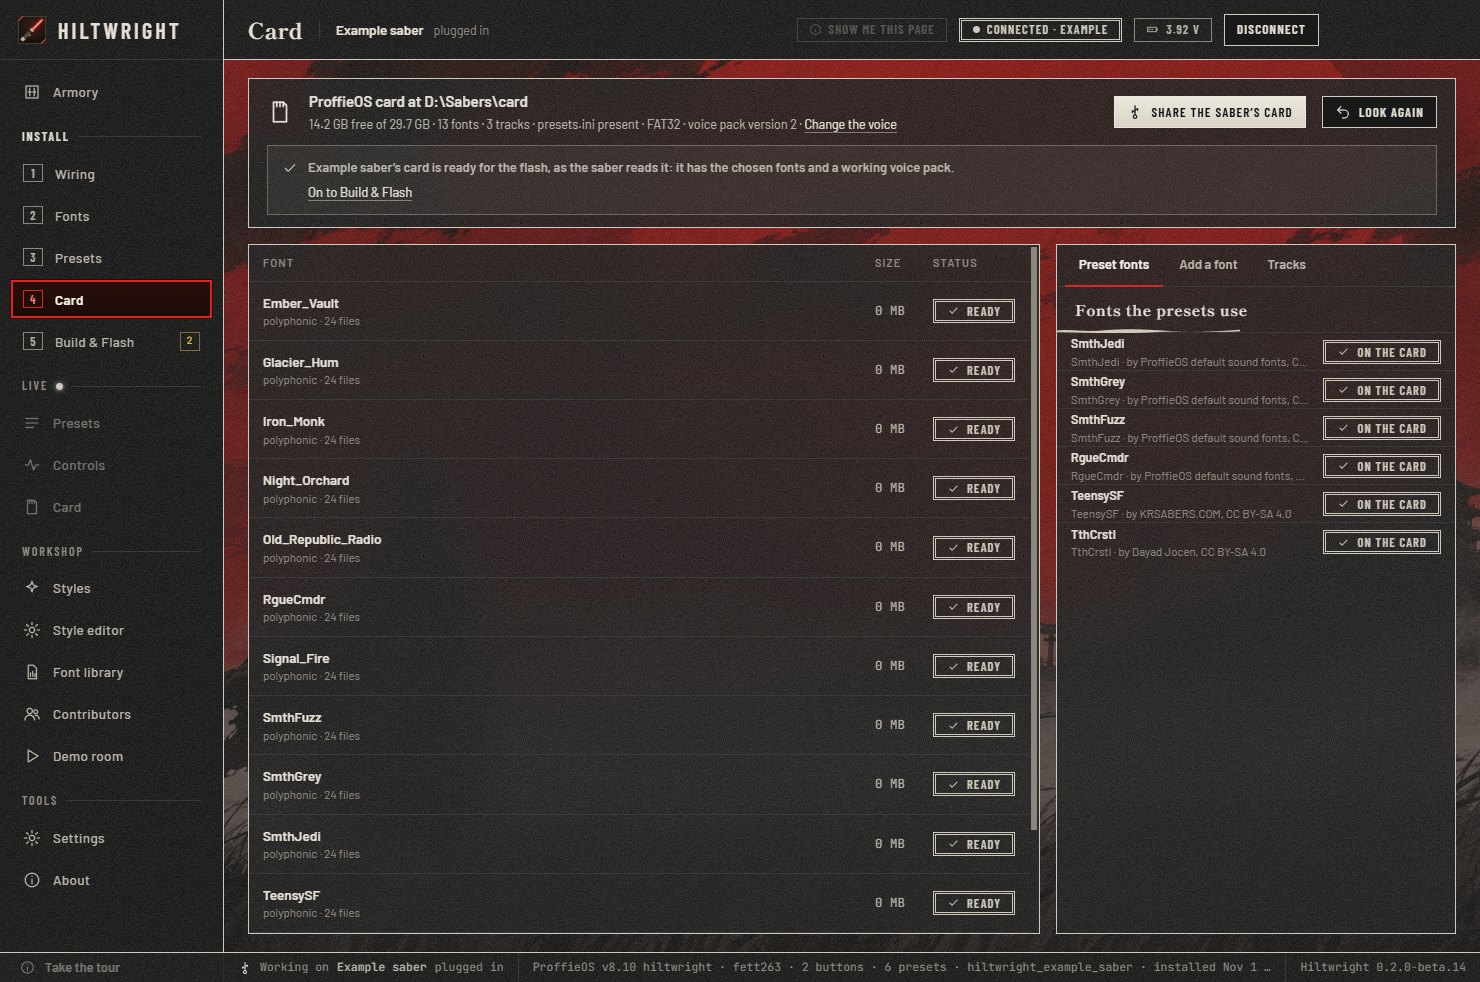 HILTWRIGHT
Card
Example saber plugged in
SHOW ME THIS PAGE
CONNECTED · EXAMPLE
3.92 V
DISCONNECT
Armory
INSTALL
1 Wiring
2 Fonts
3 Presets
4 Card
5 Build & Flash 2
LIVE
Presets
Controls
Card
WORKSHOP
Styles
Style editor
Font library
Contributors
Demo room
TOOLS
Settings
About
Take the tour
ProffieOS card at D:\Sabers\card
14.2 GB free of 29.7 GB · 13 fonts · 3 tracks · presets.ini present · FAT32 · voice pack version 2 · Change the voice
SHARE THE SABER'S CARD
LOOK AGAIN
Example saber's card is ready for the flash, as the saber reads it: it has the chosen fonts and a working voice pack.
On to Build & Flash
FONT SIZE STATUS
Ember_Vault
polyphonic · 24 files
0 MB READY
Glacier_Hum
polyphonic · 24 files
0 MB READY
Iron_Monk
polyphonic · 24 files
0 MB READY
Night_Orchard
polyphonic · 24 files
0 MB READY
Old_Republic_Radio
polyphonic · 24 files
0 MB READY
RgueCmdr
polyphonic · 24 files
0 MB READY
Signal_Fire
polyphonic · 24 files
0 MB READY
SmthFuzz
polyphonic · 24 files
0 MB READY
SmthGrey
polyphonic · 24 files
0 MB READY
SmthJedi
polyphonic · 24 files
0 MB READY
TeensySF
polyphonic · 24 files
0 MB READY
Preset fonts Add a font Tracks
Fonts the presets use
SmthJedi
SmthJedi · by ProffieOS default sound fonts, C...
ON THE CARD
SmthGrey
SmthGrey · by ProffieOS default sound fonts, C...
ON THE CARD
SmthFuzz
SmthFuzz · by ProffieOS default sound fonts, C...
ON THE CARD
RgueCmdr
RgueCmdr · by ProffieOS default sound fonts, ...
ON THE CARD
TeensySF
TeensySF · by KRSABERS.COM, CC BY-SA 4.0
ON THE CARD
TthCrstl
TthCrstl · by Dayad Jocen, CC BY-SA 4.0
ON THE CARD
Working on Example saber plugged in
ProffieOS v8.10 hiltwright · fett263 · 2 buttons · 6 presets · hiltwright_example_saber · installed Nov 1 …
Hiltwright 0.2.0-beta.14